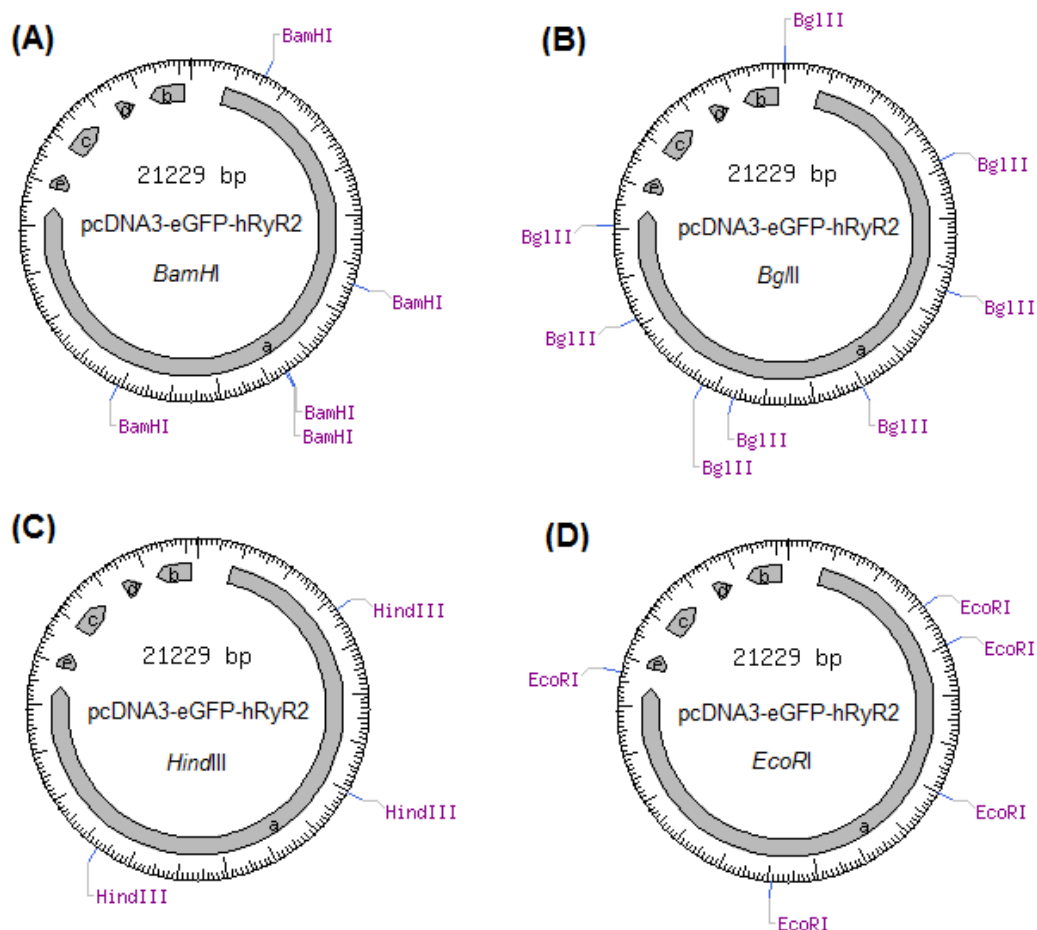 (A)
BamHI
b
d
c
e
21229 bp
pcDNA3-eGFP-hRyR2
BamHI
BamHI
a
BamHI
BamHI
BamHI
(B)
BglII
b
d
c
e
BglII
21229 bp
pcDNA3-eGFP-hRyR2
BglII
BglII
BglII
BglII
a
BglII
BglII
BglII
(C)
b
d
c
e
HindIII
21229 bp
pcDNA3-eGFP-hRyR2
HindIII
HindIII
a
HindIII
(D)
b
d
c
e
EcoRI
EcoRI
21229 bp
EcoRI
pcDNA3-eGFP-hRyR2
EcoRI
EcoRI
a
EcoRI